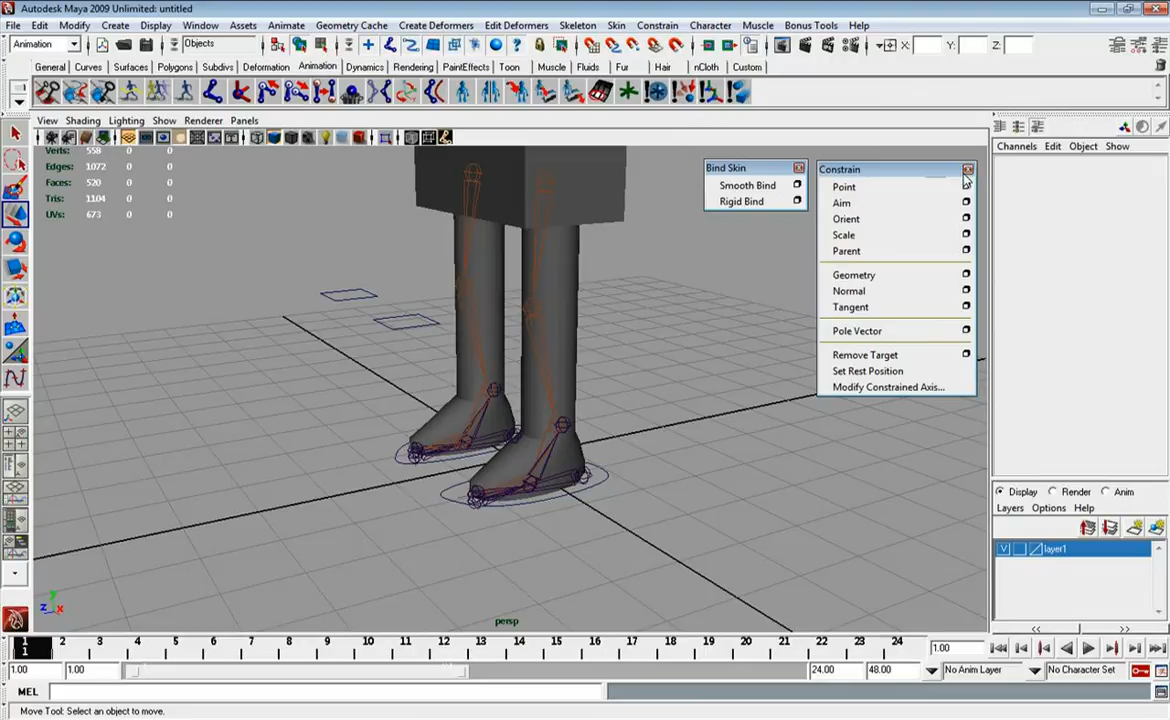 Autodesk Maya 2009 Unlimited: untitled
File Edit Modify Create Display Window Assets Animate Geometry Cache Create Deformers Edit Deformers Skeleton Skin Constrain Character Muscle Bonus Tools Help
Animation Objects X: Y: Z:
General Curves Surfaces Polygons Subdivs Deformation Animation Dynamics Rendering PaintEffects Toon Muscle Fluids Fur Hair nCloth Custom
View Shading Lighting Show Renderer Panels
Channels Edit Object Show
Verts: 558 0 0
Edges: 1072 0 0
Faces: 520 0 0
Tris: 1104 0 0
UVs: 673 0 0
Bind Skin
Smooth Bind
Rigid Bind
Constrain
Point
Aim
Orient
Scale
Parent
Geometry
Normal
Tangent
Pole Vector
Remove Target
Set Rest Position
Modify Constrained Axis...
Display Render Anim
Layers Options Help
V layer1
y
z x
persp
1 2 3 4 5 6 7 8 9 10 11 12 13 14 15 16 17 18 19 20 21 22 23 24
1
1.00
1.00 1.00 24.00 48.00 No Anim Layer No Character Set
MEL
Move Tool: Select an object to move.